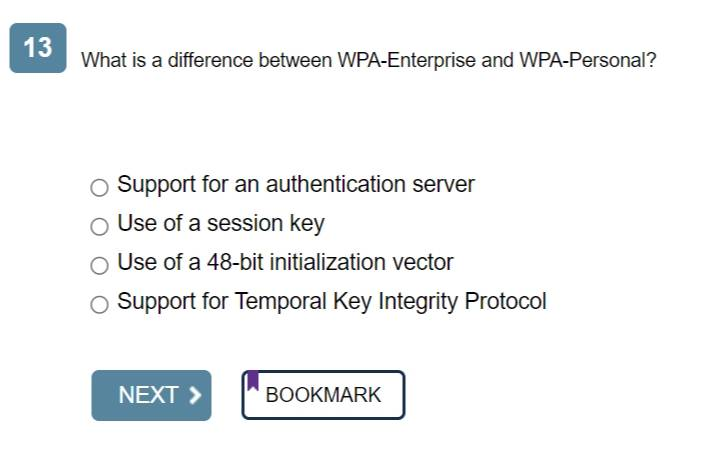 13
What is a difference between WPA-Enterprise and WPA-Personal?
Support for an authentication server
Use of a session key
Use of a 48-bit initialization vector
Support for Temporal Key Integrity Protocol
NEXT
BOOKMARK